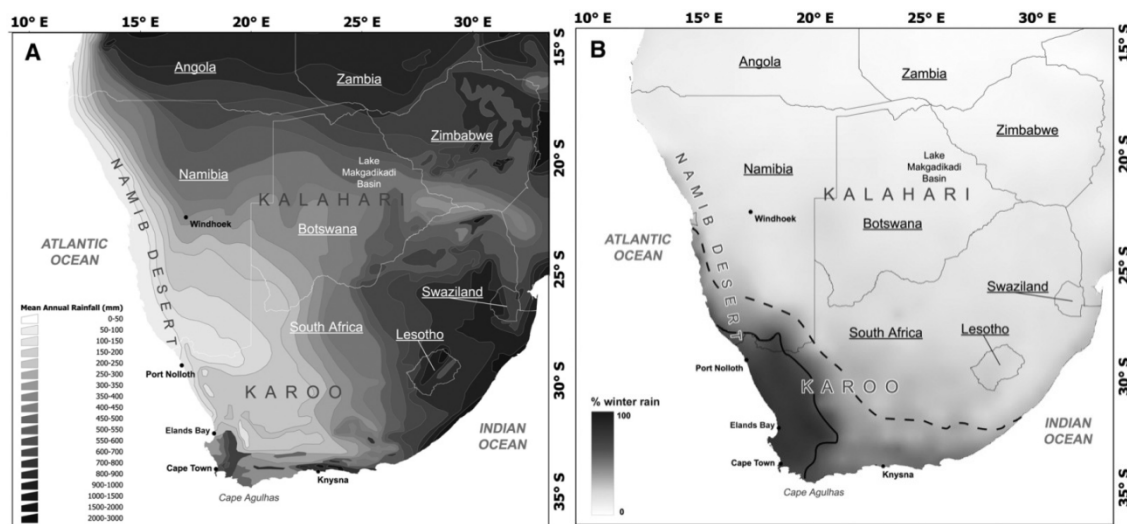 10° E 15° E 20° E 25° E 30° E
A
15° S
20° S
25° S
30° S
35° S
Angola
Zambia
Zimbabwe
Lake
Makgadikadi
Basin
Namibia
KALAHARI
Windhoek
Botswana
NAMIB DESERT
ATLANTIC
OCEAN
Swaziland
South Africa
Lesotho
Mean Annual Rainfall (mm)
0-50
50-100
100-150
150-200
200-250
250-350
350-400
400-450
450-500
500-550
550-600
600-700
700-800
800-900
900-1000
1000-1500
1500-2000
2000-3000
Port Nolloth
KAROO
INDIAN
OCEAN
Elands Bay
Cape Town
Knysna
Cape Agulhas
10° E 15° E 20° E 25° E 30° E
B
15° S
20° S
25° S
30° S
35° S
Angola
Zambia
Zimbabwe
Lake
Makgadikadi
Basin
Namibia
KALAHARI
Windhoek
Botswana
NAMIB DESERT
ATLANTIC
OCEAN
Swaziland
South Africa
Lesotho
Port Nolloth
KAROO
% winter rain
100
0
INDIAN
OCEAN
Elands Bay
Cape Town
Knysna
Cape Agulhas